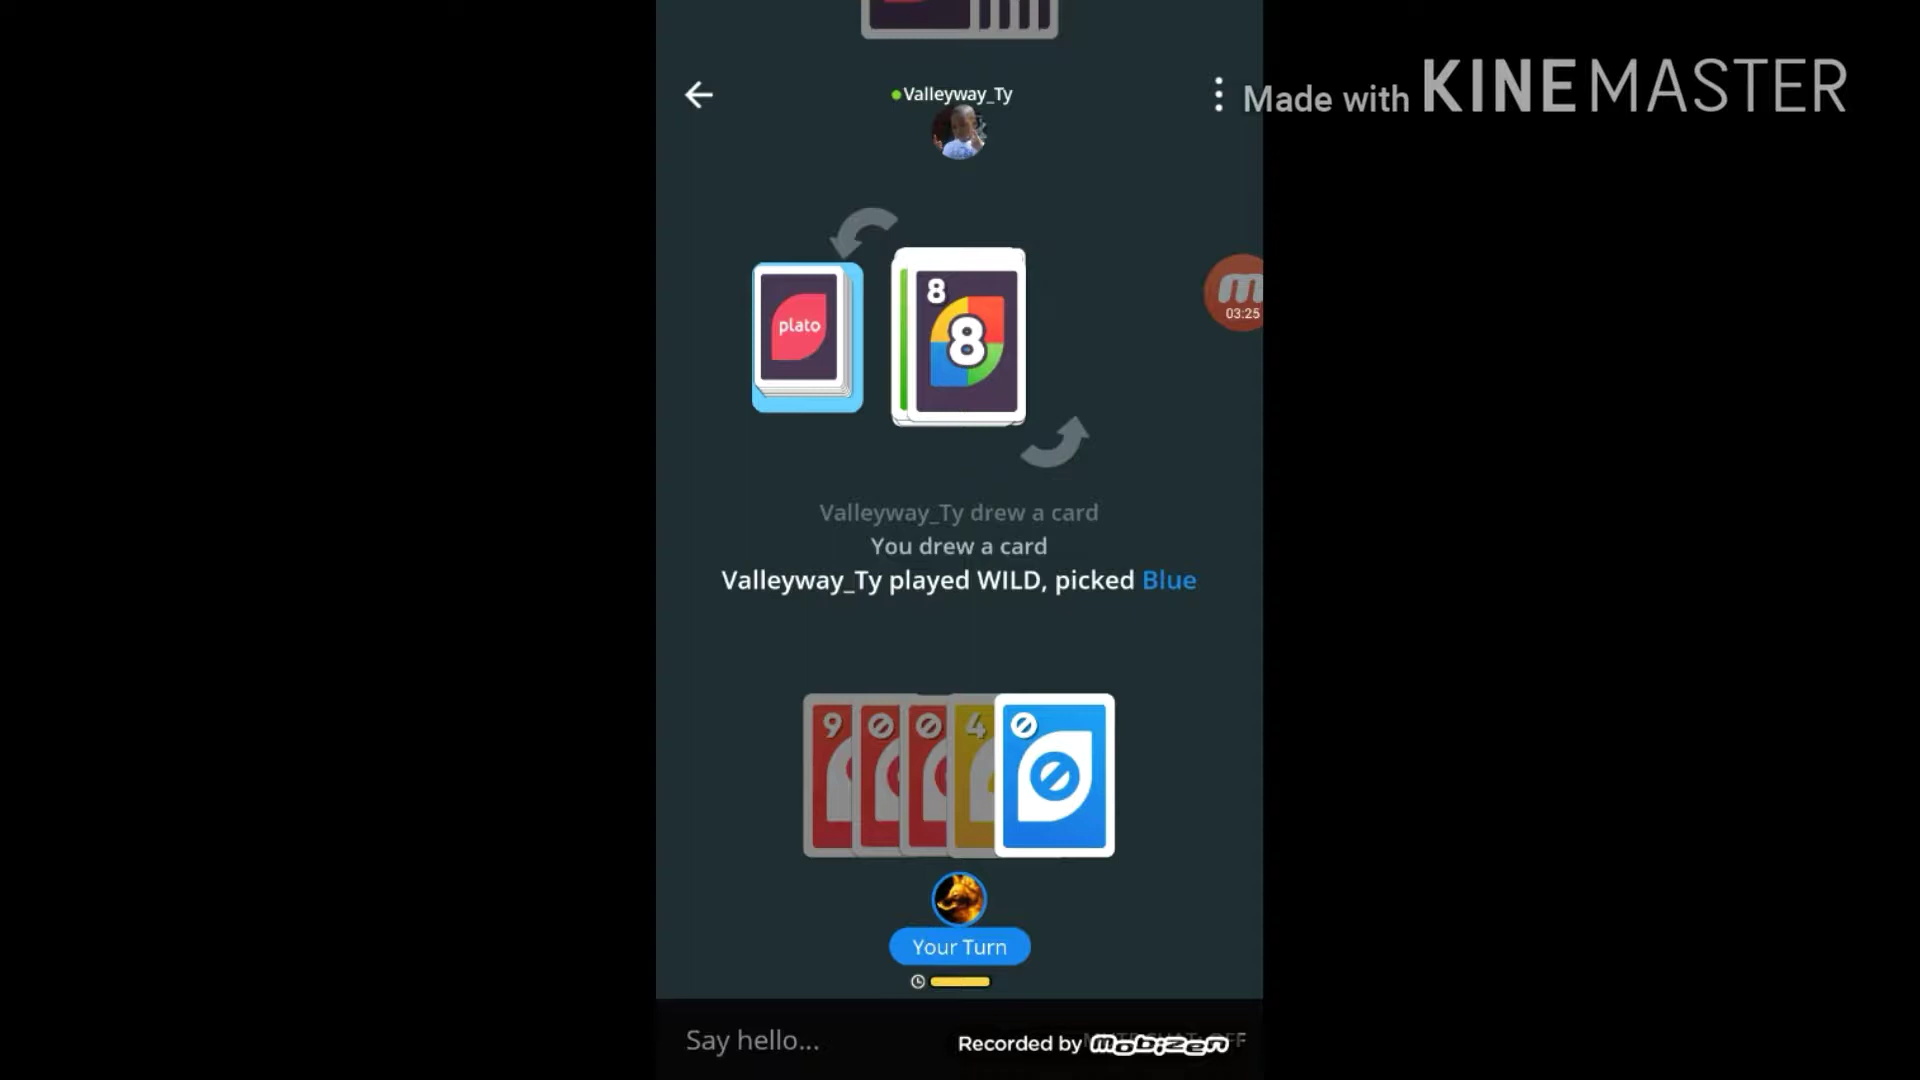 Valleyway_Ty
Made with KINEMASTER
plato
8
8
03:25
Valleyway_Ty drew a card
You drew a card
Valleyway_Ty played WILD, picked Blue
9
4
Your Turn
Say hello...
Recorded by mobizen